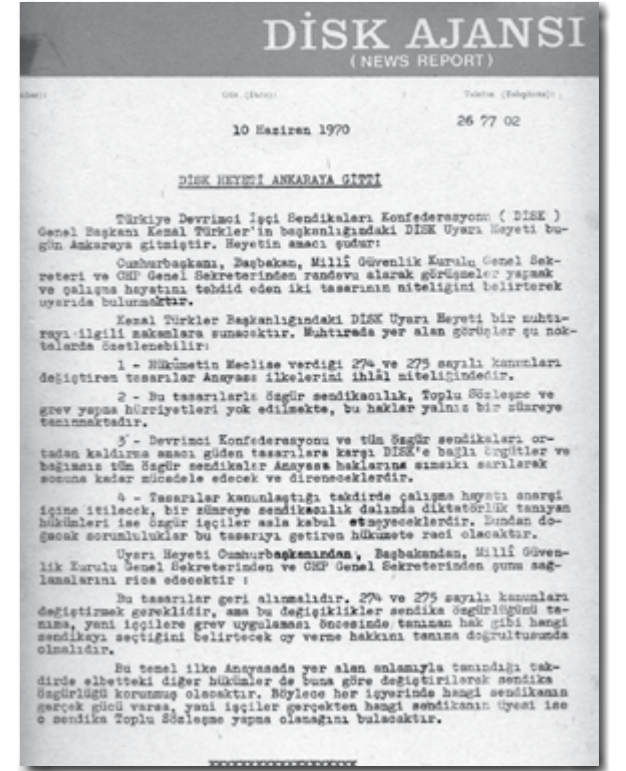 DİSK AJANSI
(NEWS REPORT)
Gün (Date):
Telefon (Telephone):
10 Haziran 1970
26 77 02
DİSK HEYETİ ANKARAYA GİTTİ
Türkiye Devrimci İşçi Sendikaları Konfederasyonu ( DİSK )
Genel Başkanı Kemal Türkler'in başkanlığındaki DİSK Uyarı Heyeti bu-
gün Ankaraya gitmiştir. Heyetin amacı şudur:
Cumhurbaşkanı, Başbakan, Millî Güvenlik Kurulu Genel Sek-
reteri ve CHP Genel Sekreterinden randevu alarak görüşmeler yapmak
ve çalışma hayatını tehdid eden iki tasarının niteliğini belirterek
uyarıda bulunmaktır.
Kemal Türkler Başkanlığındaki DİSK Uyarı Heyeti bir muhtı-
rayı ilgili makamlara sunacaktır. Muhtırada yer alan görüşler şu nok-
talarda özetlenebilir:
1 - Hükûmetin Meclise verdiği 274 ve 275 sayılı kanunları
değiştiren tasarılar Anayasa ilkelerini ihlâl niteliğindedir.
2 - Bu tasarılarla özgür sendikacılık, Toplu Sözleşme ve
grev yapma hürriyetleri yok edilmekte, bu haklar yalnız bir zümreye
tanınmaktadır.
3 - Devrimci Konfederasyonu ve tüm özgür sendikaları or-
tadan kaldırma amacı güden tasarılara karşı DİSK'e bağlı örgütler ve
bağımsız tüm özgür sendikalar Anayasa haklarına sımsıkı sarılarak
sonuna kadar mücadele edecek ve direneceklerdir.
4 - Tasarılar kanunlaştığı takdirde çalışma hayatı anarşi
içine itilecek, bir zümreye sendikacılık dalında diktatörlük tanıyan
hükümleri ise özgür işçiler asla kabul etmeyeceklerdir. Bundan do-
ğacak sorumluluklar bu tasarıyı getiren hükûmete raci olacaktır.
Uyarı Heyeti Cumhurbaşkanından, Başbakandan, Millî Güven-
lik Kurulu Genel Sekreterinden ve CHP Genel Sekreterinden şunu sağ-
lamalarını rica edecektir :
Bu tasarılar geri alınmalıdır. 274 ve 275 sayılı kanunları
değiştirmek gereklidir, ama bu değişiklikler sendika özgürlüğünü ta-
nıma, yani işçilere grev uygulaması öncesinde tanınan hak gibi hangi
sendikayı seçtiğini belirtecek oy verme hakkını tanıma doğrultusunda
olmalıdır.
Bu temel ilke Anayasada yer alan anlamıyla tanındığı tak-
dirde elbetteki diğer hükümler de buna göre değiştirilerek sendika
özgürlüğü korunmuş olacaktır. Böylece her işyerinde hangi sendikanın
gerçek gücü varsa, yani işçiler gerçekten hangi sendikanın üyesi ise
o sendika Toplu Sözleşme yapma olanağını bulacaktır.